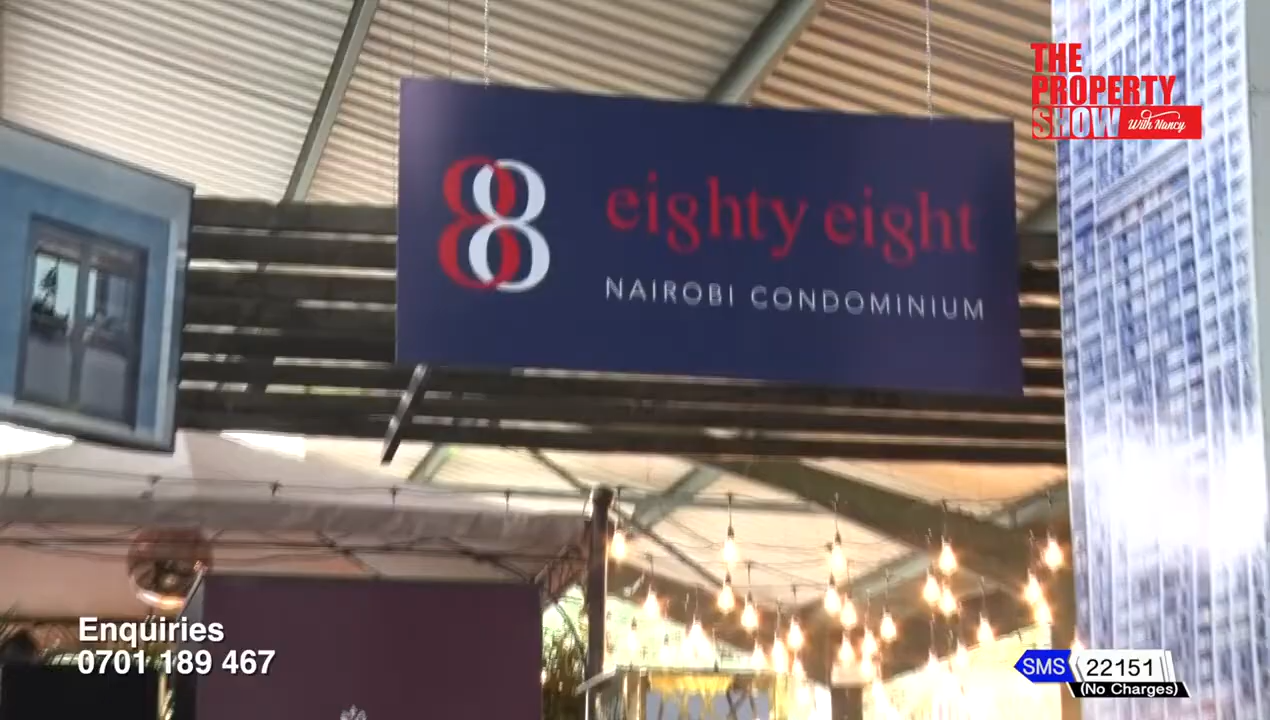 THE
PROPERTY
SHOW With Nancy
88
eighty eight
NAIROBI CONDOMINIUM
Enquiries
0701 189 467
SMS 22151
(No Charges)